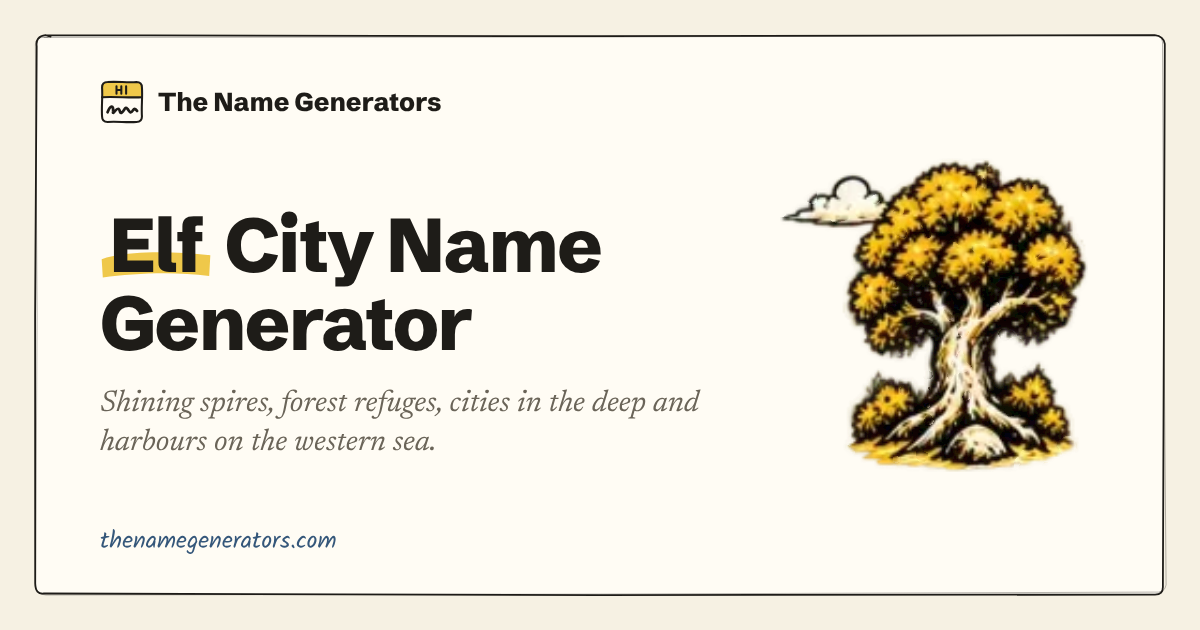 HI
The Name Generators
Elf City Name
Generator
Shining spires, forest refuges, cities in the deep and
harbours on the western sea.
thenamegenerators.com